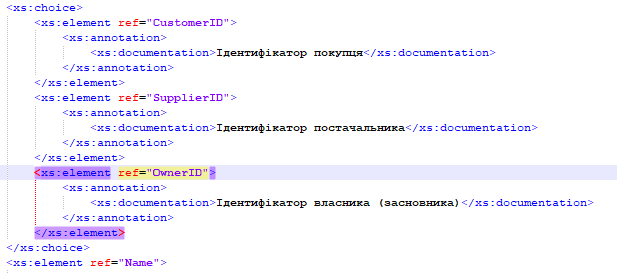 <xs:choice>
<xs:element ref="CustomerID">
<xs:annotation>
<xs:documentation>Ідентифікатор покупця</xs:documentation>
</xs:annotation>
</xs:element>
<xs:element ref="SupplierID">
<xs:annotation>
<xs:documentation>Ідентифікатор постачальника</xs:documentation>
</xs:annotation>
</xs:element>
<xs:element ref="OwnerID">
<xs:annotation>
<xs:documentation>Ідентифікатор власника (засновника)</xs:documentation>
</xs:annotation>
</xs:element>
</xs:choice>
<xs:element ref="Name">